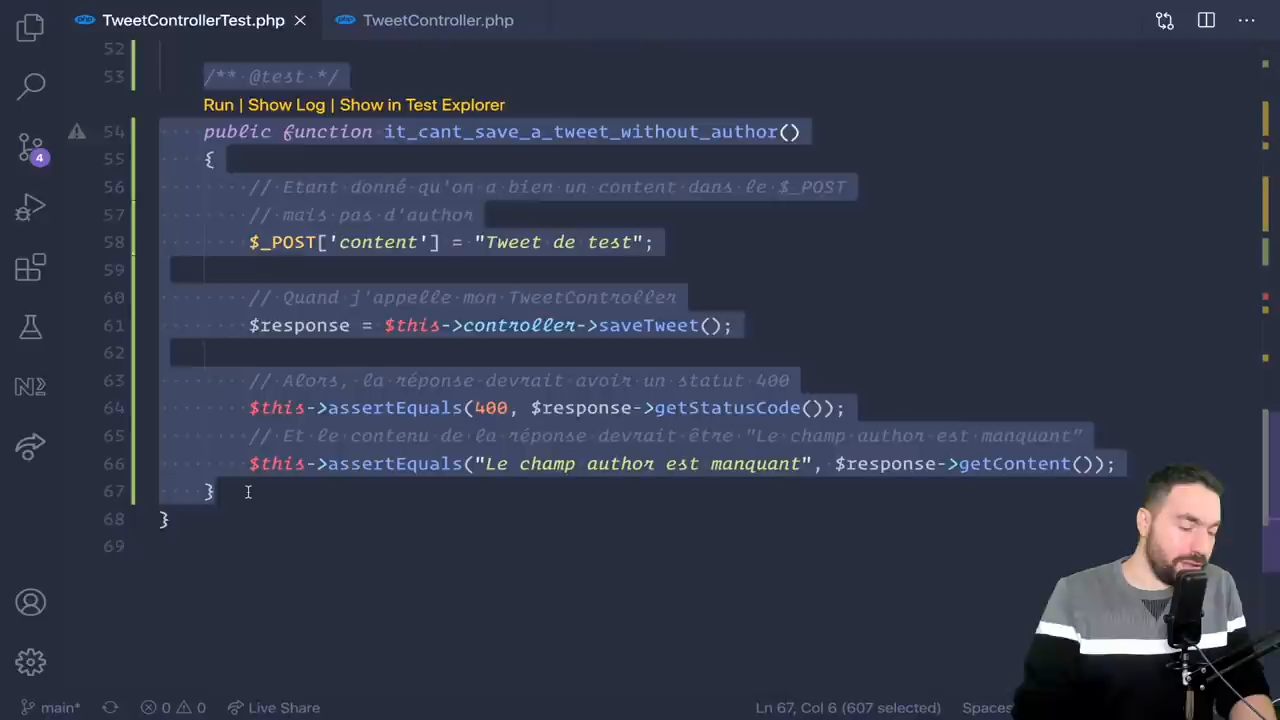 TweetControllerTest.php
TweetController.php
52
53 /** @test */
Run | Show Log | Show in Test Explorer
54 public function it_cant_save_a_tweet_without_author()
55 {
56 // Etant donné qu'on a bien un content dans le $_POST
57 // mais pas d'author
58 $_POST['content'] = "Tweet de test";
59
60 // Quand j'appelle mon TweetController
61 $response = $this->controller->saveTweet();
62
63 // Alors, la réponse devrait avoir un statut 400
64 $this->assertEquals(400, $response->getStatusCode());
65 // Et le contenu de la réponse devrait être "Le champ author est manquant"
66 $this->assertEquals("Le champ author est manquant", $response->getContent());
67 }
68 }
69
4
main* 0 0 Live Share
Ln 67, Col 6 (607 selected) Spaces